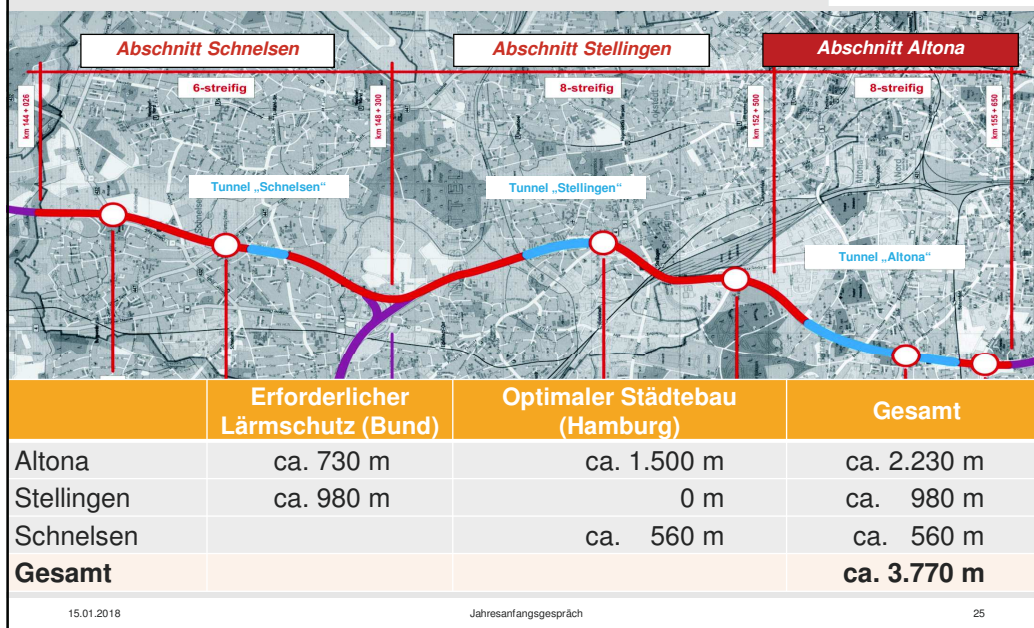 Abschnitt Schnelsen
Abschnitt Stellingen
Abschnitt Altona
6-streifig
8-streifig
8-streifig
km 144 + 026
km 148 + 300
km 152 + 500
km 155 + 650
Tunnel „Schnelsen“
Tunnel „Stellingen“
Tunnel „Altona“
Erforderlicher Lärmschutz (Bund)
Optimaler Städtebau (Hamburg)
Gesamt
Altona ca. 730 m ca. 1.500 m ca. 2.230 m
Stellingen ca. 980 m 0 m ca. 980 m
Schnelsen ca. 560 m ca. 560 m
Gesamt ca. 3.770 m
15.01.2018 Jahresanfangsgespräch 25